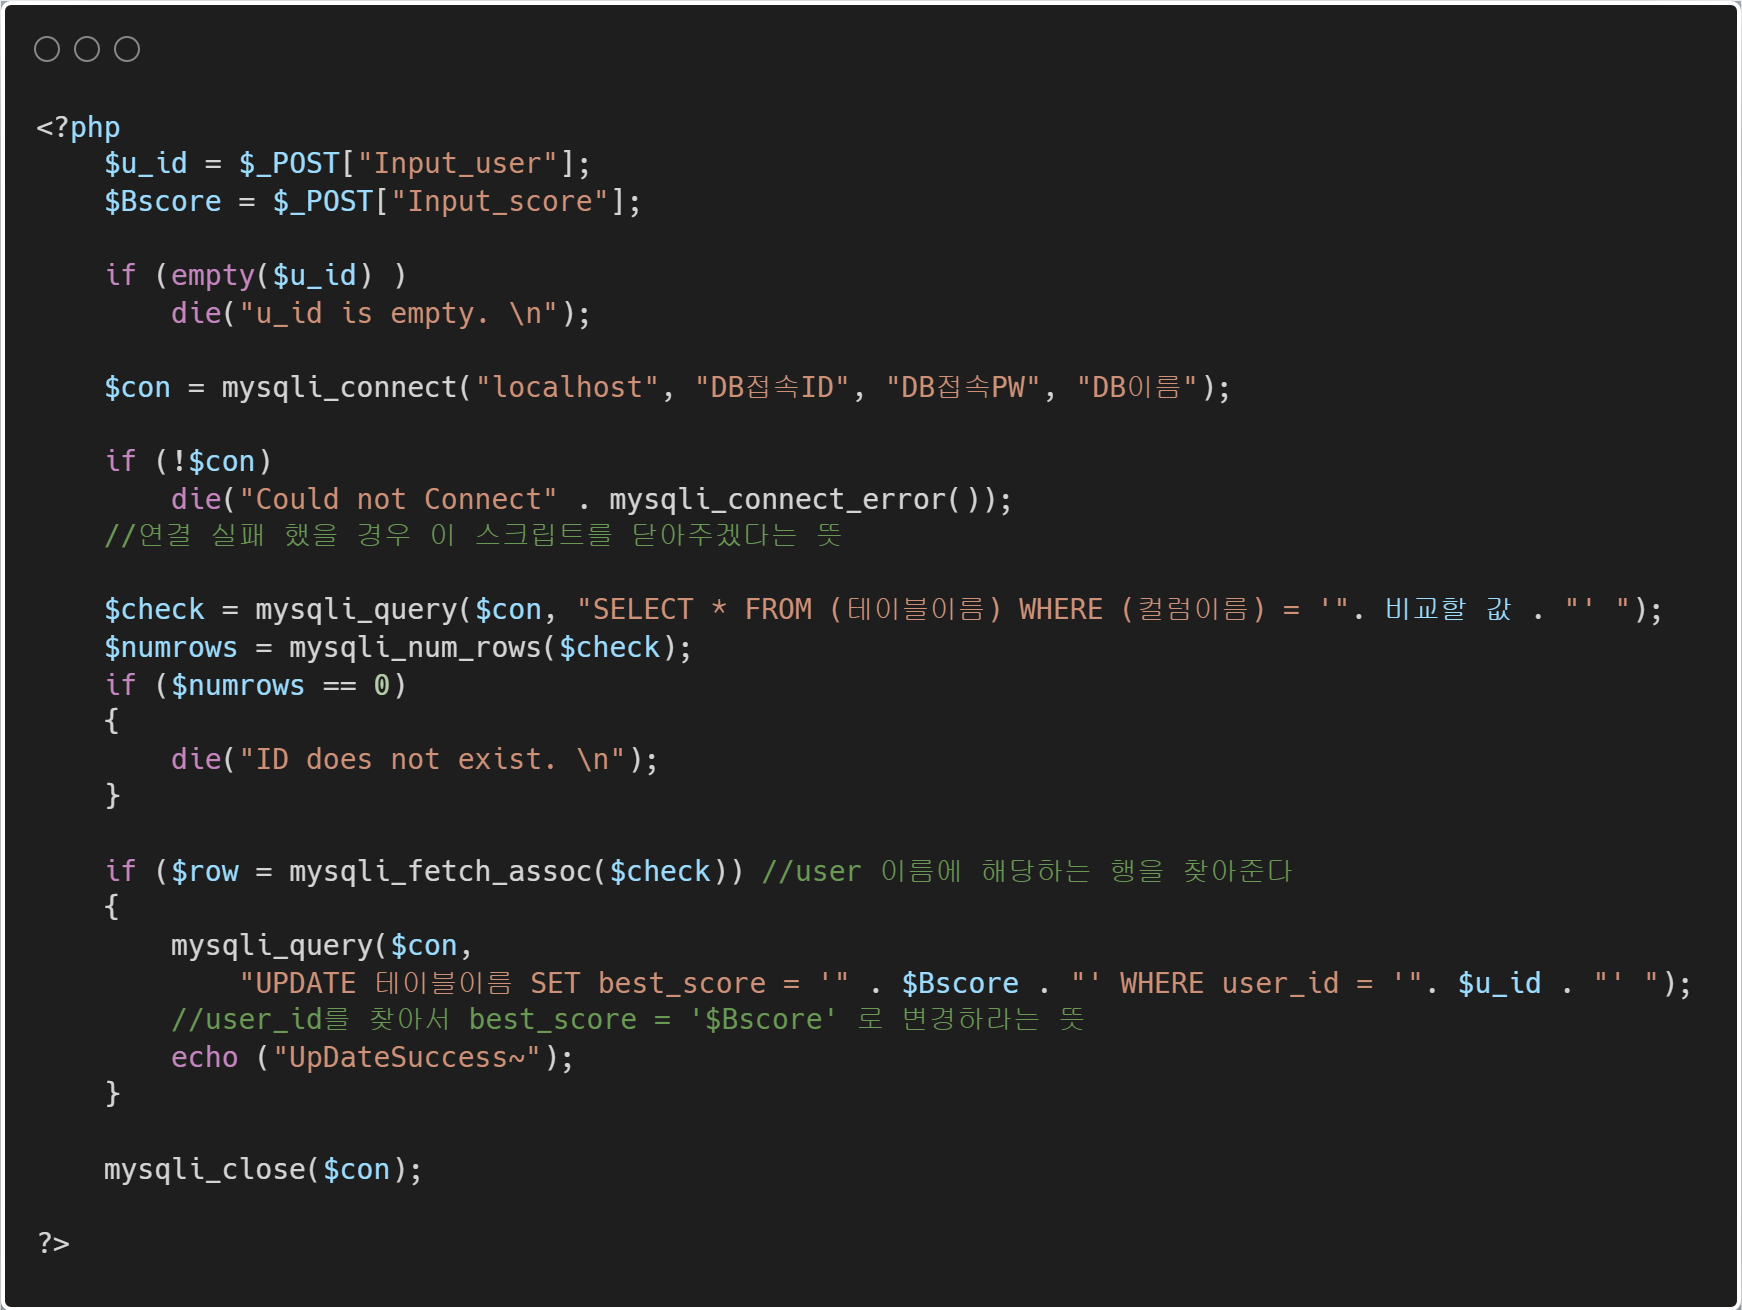 <?php
$u_id = $_POST["Input_user"];
$Bscore = $_POST["Input_score"];
if (empty($u_id) )
die("u_id is empty. \n");
$con = mysqli_connect("localhost", "DB접속ID", "DB접속PW", "DB이름");
if (!$con)
die("Could not Connect" . mysqli_connect_error());
//연결 실패 했을 경우 이 스크립트를 닫아주겠다는 뜻
$check = mysqli_query($con, "SELECT * FROM (테이블이름) WHERE (컬럼이름) = '". 비교할 값 . "' ");
$numrows = mysqli_num_rows($check);
if ($numrows == 0)
{
die("ID does not exist. \n");
}
if ($row = mysqli_fetch_assoc($check)) //user 이름에 해당하는 행을 찾아준다
{
mysqli_query($con,
"UPDATE 테이블이름 SET best_score = '" . $Bscore . "' WHERE user_id = '". $u_id . "' ");
//user_id를 찾아서 best_score = '$Bscore' 로 변경하라는 뜻
echo ("UpDateSuccess~");
}
mysqli_close($con);
?>